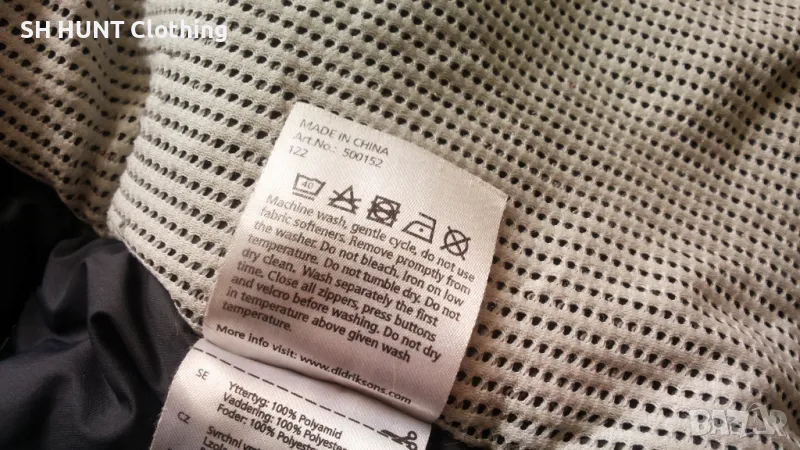 SH HUNT Clothing
MADE IN CHINA
Art.No.: 500152
122
40
Machine wash, gentle cycle, do not use
fabric softeners. Remove promptly from
the washer. Do not bleach. Iron on low
temperature. Do not tumble dry. Do not
dry clean. Wash separately the first
time. Close all zippers, press buttons
and velcro before washing. Do not dry
in temperature above given wash
temperature.
More info visit: www.didriksons.com
SE
Yttertyg: 100% Polyamid
Vaddering: 100% Polyester
Foder: 100% Polyester
CZ
Svrchní
BAZAR